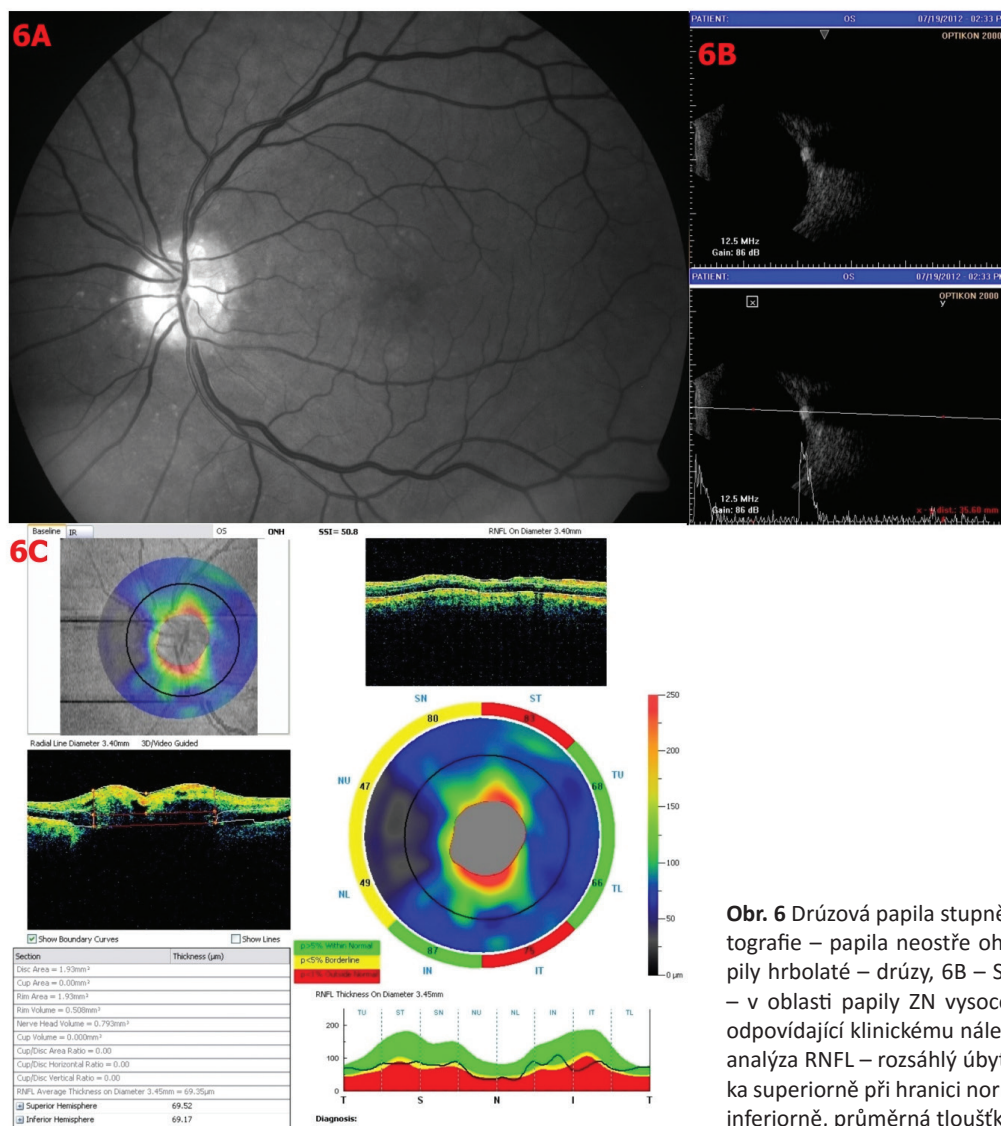 6A
6B
PATIENT: OS 07/19/2012 - 02:33 P
OPTIKON 2000
12.5 MHz
Gain: 86 dB
PATIENT: OS 07/19/2012 - 02:33 P
OPTIKON 2000
x
y
12.5 MHz
Gain: 86 dB
dist.: 35.60 mm
6C
Baseline IR OS ONH SSI= 50.8 RNFL On Diameter 3.40mm
Radial Line Diameter 3.40mm 3D/Video Guided
SN ST
80 83
NU TU
47 68
NL TL
49 66
IN IT
87 75
250
200
150
100
50
0 µm
Show Boundary Curves Show Lines
Section Thickness (µm)
Disc Area = 1.93mm²
Cup Area = 0.00mm²
Rim Area = 1.93mm²
Rim Volume = 0.508mm³
Nerve Head Volume = 0.793mm³
Cup Volume = 0.000mm³
Cup/Disc Area Ratio = 0.00
Cup/Disc Horizontal Ratio = 0.00
Cup/Disc Vertical Ratio = 0.00
RNFL Average Thickness on Diameter 3.45mm = 69.35µm
Superior Hemisphere 69.52
Inferior Hemisphere 69.17
p>5% Within Normal
p<5% Borderline
p<1% Outside Normal
RNFL Thickness On Diameter 3.45mm
TU ST SN NU NL IN IT TL
200
100
0
T S N I T
Diagnosis:
Obr. 6 Drúzová papila stupně
tografie – papila neostře oh
pily hrbolaté – drúzy, 6B – S
– v oblasti papily ZN vysoce
odpovídající klinickému nále
analýza RNFL – rozsáhlý úbyt
ka superiorně při hranici nor
inferiorně, průměrná tloušťk